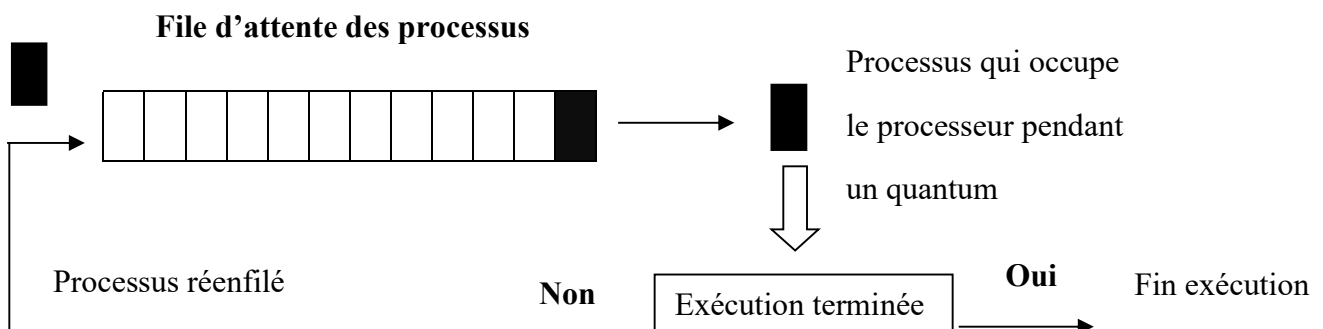 File d’attente des processus
Processus qui occupe
le processeur pendant
un quantum
Processus réenfilé
Non
Exécution terminée
Oui
Fin exécution